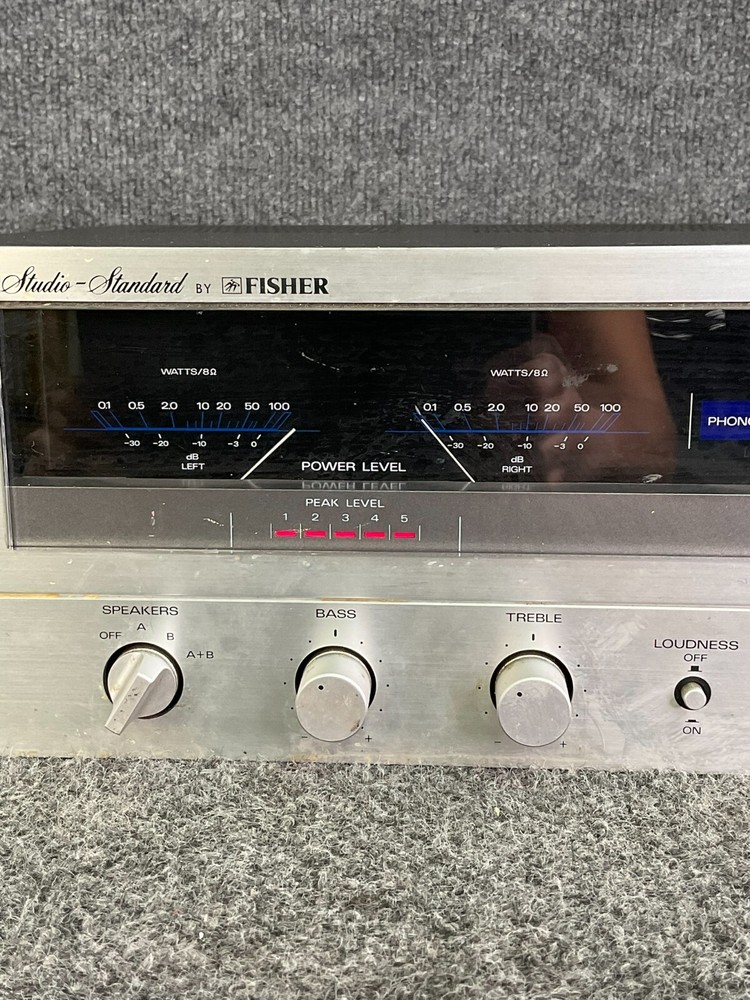 Studio-Standard BY FISHER
WATTS/8Ω
0.1 0.5 2.0 10 20 50 100
-30 -20 -10 -3 0
dB
LEFT
WATTS/8Ω
0.1 0.5 2.0 10 20 50 100
-30 -20 -10 -3 0
dB
RIGHT
POWER LEVEL
PHONO
PEAK LEVEL
1 2 3 4 5
SPEAKERS
OFF A B A+B
BASS
- +
TREBLE
- +
LOUDNESS
OFF
ON